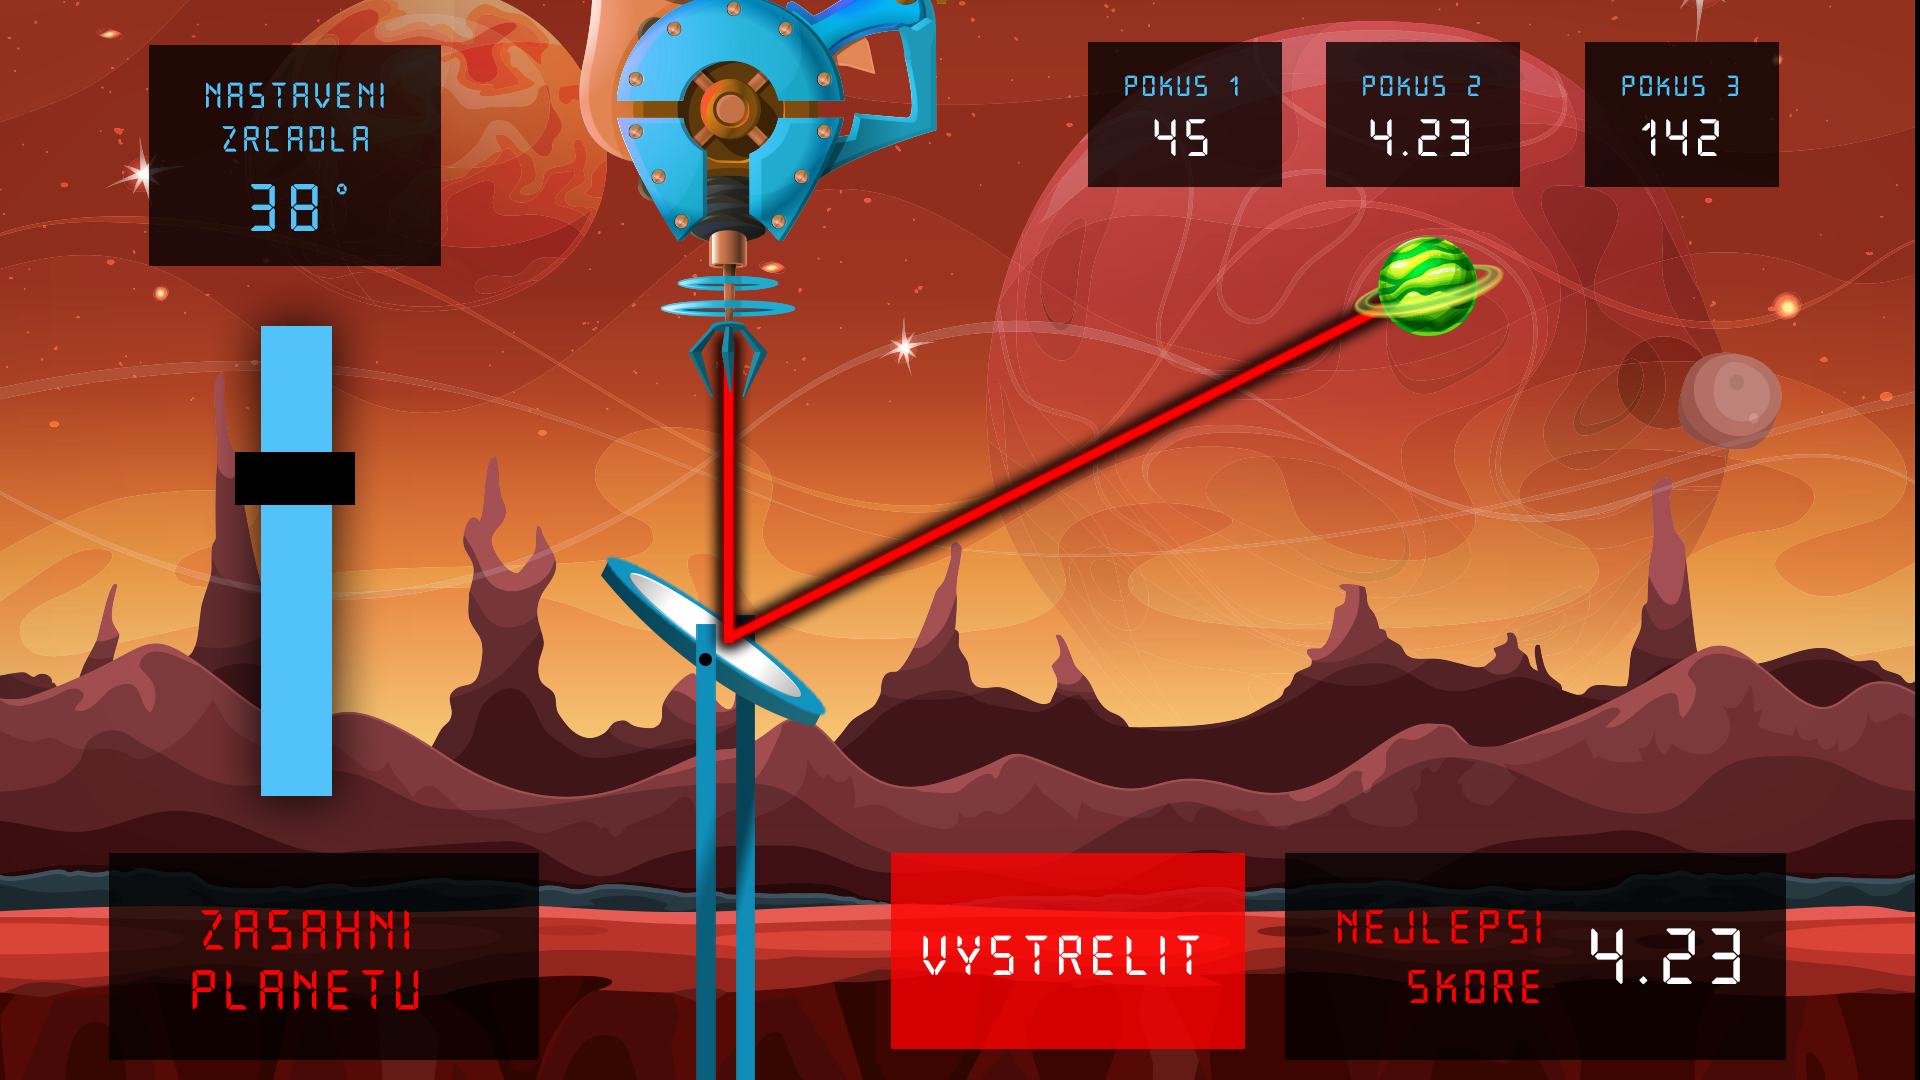 NASTAVENI
ZRCADLA
38°
POKUS 1
45
POKUS 2
4.23
POKUS 3
142
ZASAHNI
PLANETU
VYSTRELIT
NEJLEPSI
SKORE
4.23